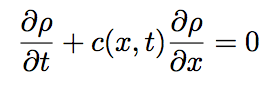 ∂ρ/∂t + c(x, t) ∂ρ/∂x = 0